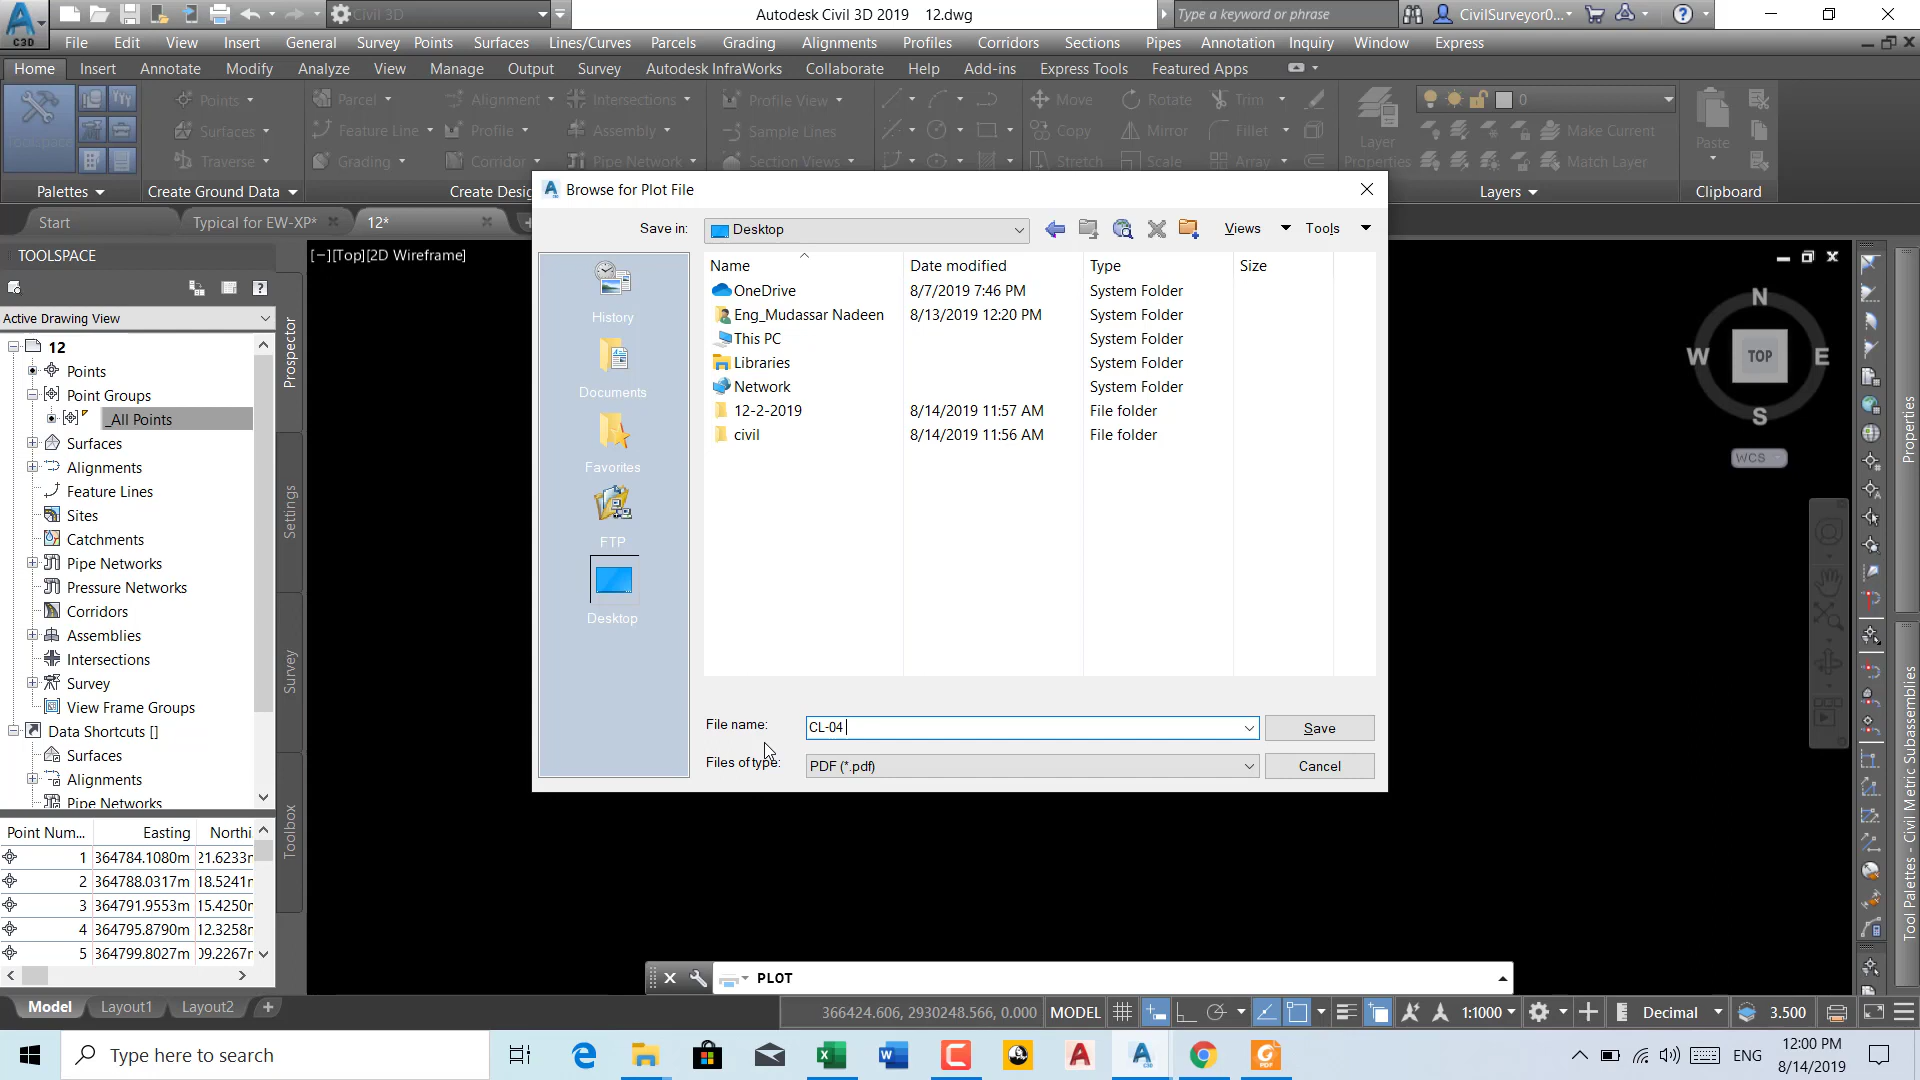 C3D
Civil 3D
Autodesk Civil 3D 2019 12.dwg
Type a keyword or phrase
CivilSurveyor0...
File Edit View Insert General Survey Points Surfaces Lines/Curves Parcels Grading Alignments Profiles Corridors Sections Pipes Annotation Inquiry Window Express
Home Insert Annotate Modify Analyze View Manage Output Survey Autodesk InfraWorks Collaborate Help Add-ins Express Tools Featured Apps
Points Parcel Alignment Intersections Profile View Move Rotate Trim 0
Surfaces Feature Line Profile Assembly Sample Lines Copy Mirror Fillet Make Current
Traverse Grading Corridor Pipe Network Section Views Stretch Scale Array Match Layer
Layer Properties
Paste
Palettes Create Ground Data Create Desi Layers Clipboard
Start Typical for EW-XP* 12*
TOOLSPACE
Active Drawing View
12
Points
Point Groups
_All Points
Surfaces
Alignments
Feature Lines
Sites
Catchments
Pipe Networks
Pressure Networks
Corridors
Assemblies
Intersections
Survey
View Frame Groups
Data Shortcuts []
Surfaces
Alignments
Pipe Networks
Prospector
Settings
Survey
Toolbox
Point Num... Easting Northi
1 364784.1080m 21.6233r
2 364788.0317m 18.5241r
3 364791.9553m 15.4250r
4 364795.8790m 12.3258r
5 364799.8027m 09.2267r
[−][Top][2D Wireframe]
Browse for Plot File
Save in: Desktop Views Tools
Name Date modified Type Size
OneDrive 8/7/2019 7:46 PM System Folder
Eng_Mudassar Nadeen 8/13/2019 12:20 PM System Folder
This PC System Folder
Libraries System Folder
Network System Folder
12-2-2019 8/14/2019 11:57 AM File folder
civil 8/14/2019 11:56 AM File folder
History
Documents
Favorites
FTP
Desktop
File name: CL-04 Save
Files of type: PDF (*.pdf) Cancel
N
W TOP E
S
WCS
Properties
Tool Palettes - Civil Metric Subassemblies
PLOT
Model Layout1 Layout2 +
366424.606, 2930248.566, 0.000 MODEL 1:1000 Decimal 3.500
Type here to search
ENG
12:00 PM
8/14/2019